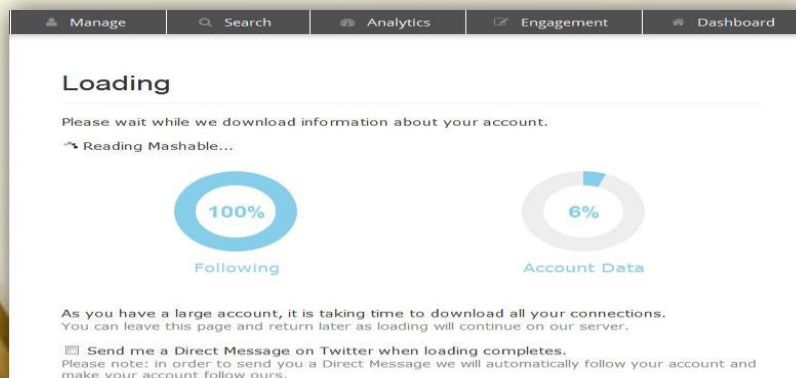 Manage Search Analytics Engagement Dashboard
Loading
Please wait while we download information about your account.
Reading Mashable...
100% 6%
Following Account Data
As you have a large account, it is taking time to download all your connections.
You can leave this page and return later as loading will continue on our server.
Send me a Direct Message on Twitter when loading completes.
Please note: in order to send you a Direct Message we will automatically follow your account and
make your account follow ours.